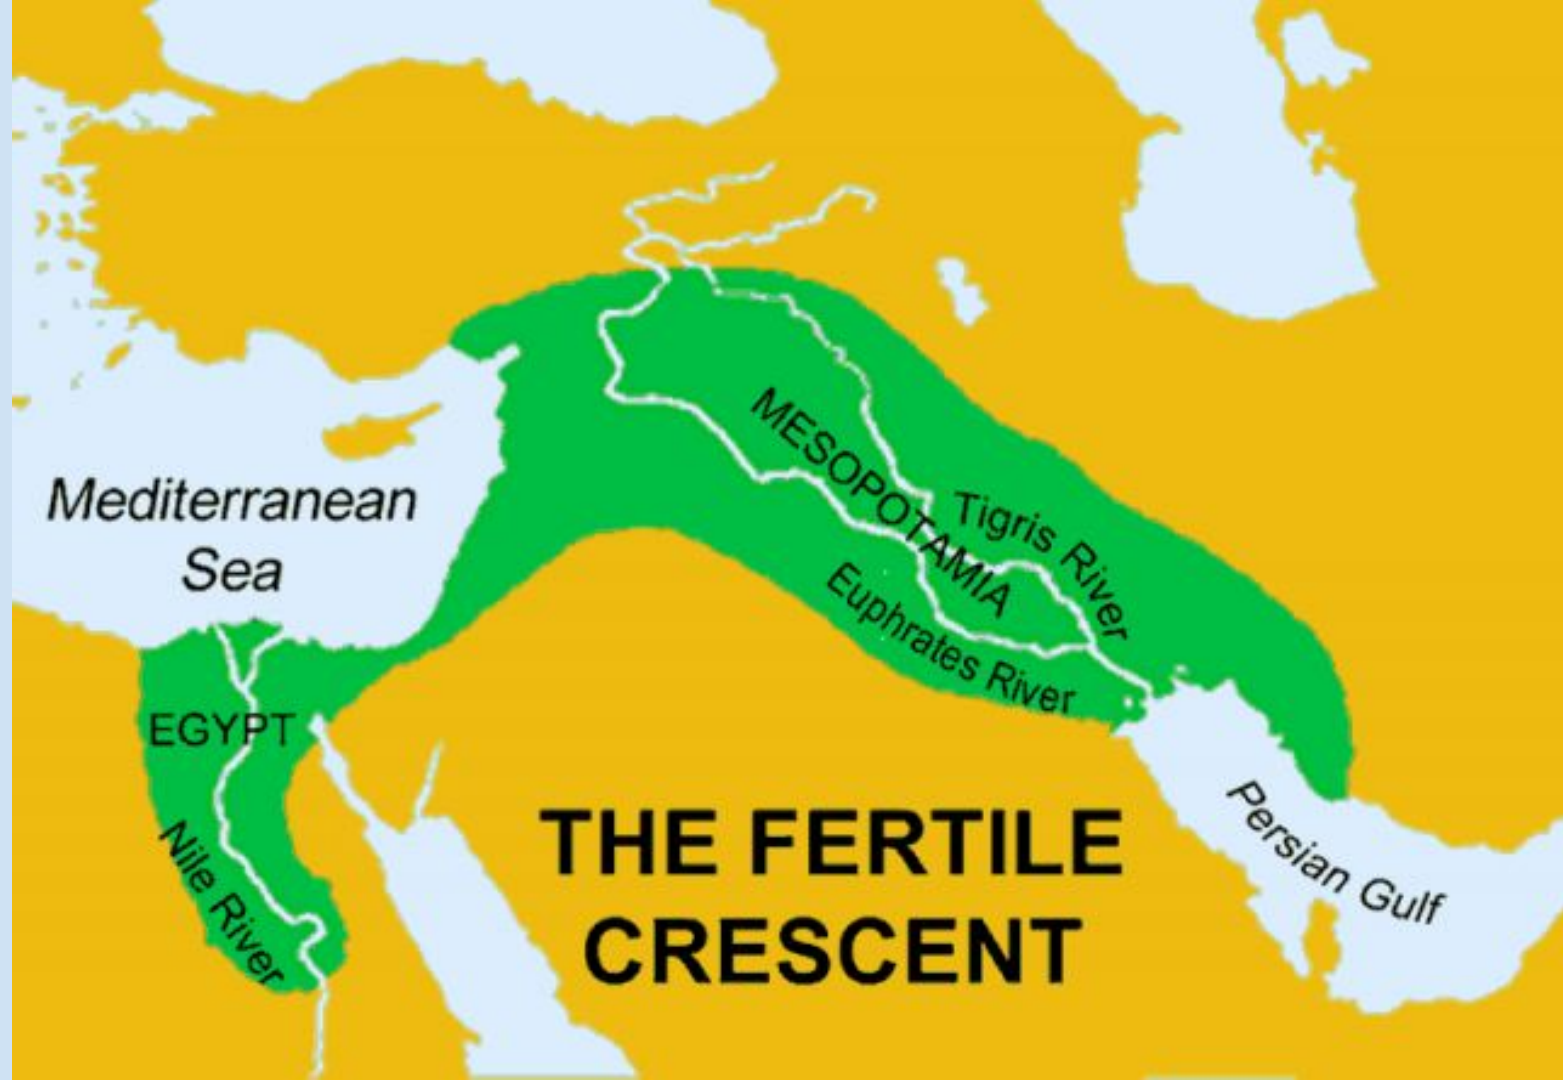 Mediterranean
Sea
MESOPOTAMIA
Tigris River
Euphrates River
EGYPT
Nile River
Persian Gulf
THE FERTILE
CRESCENT